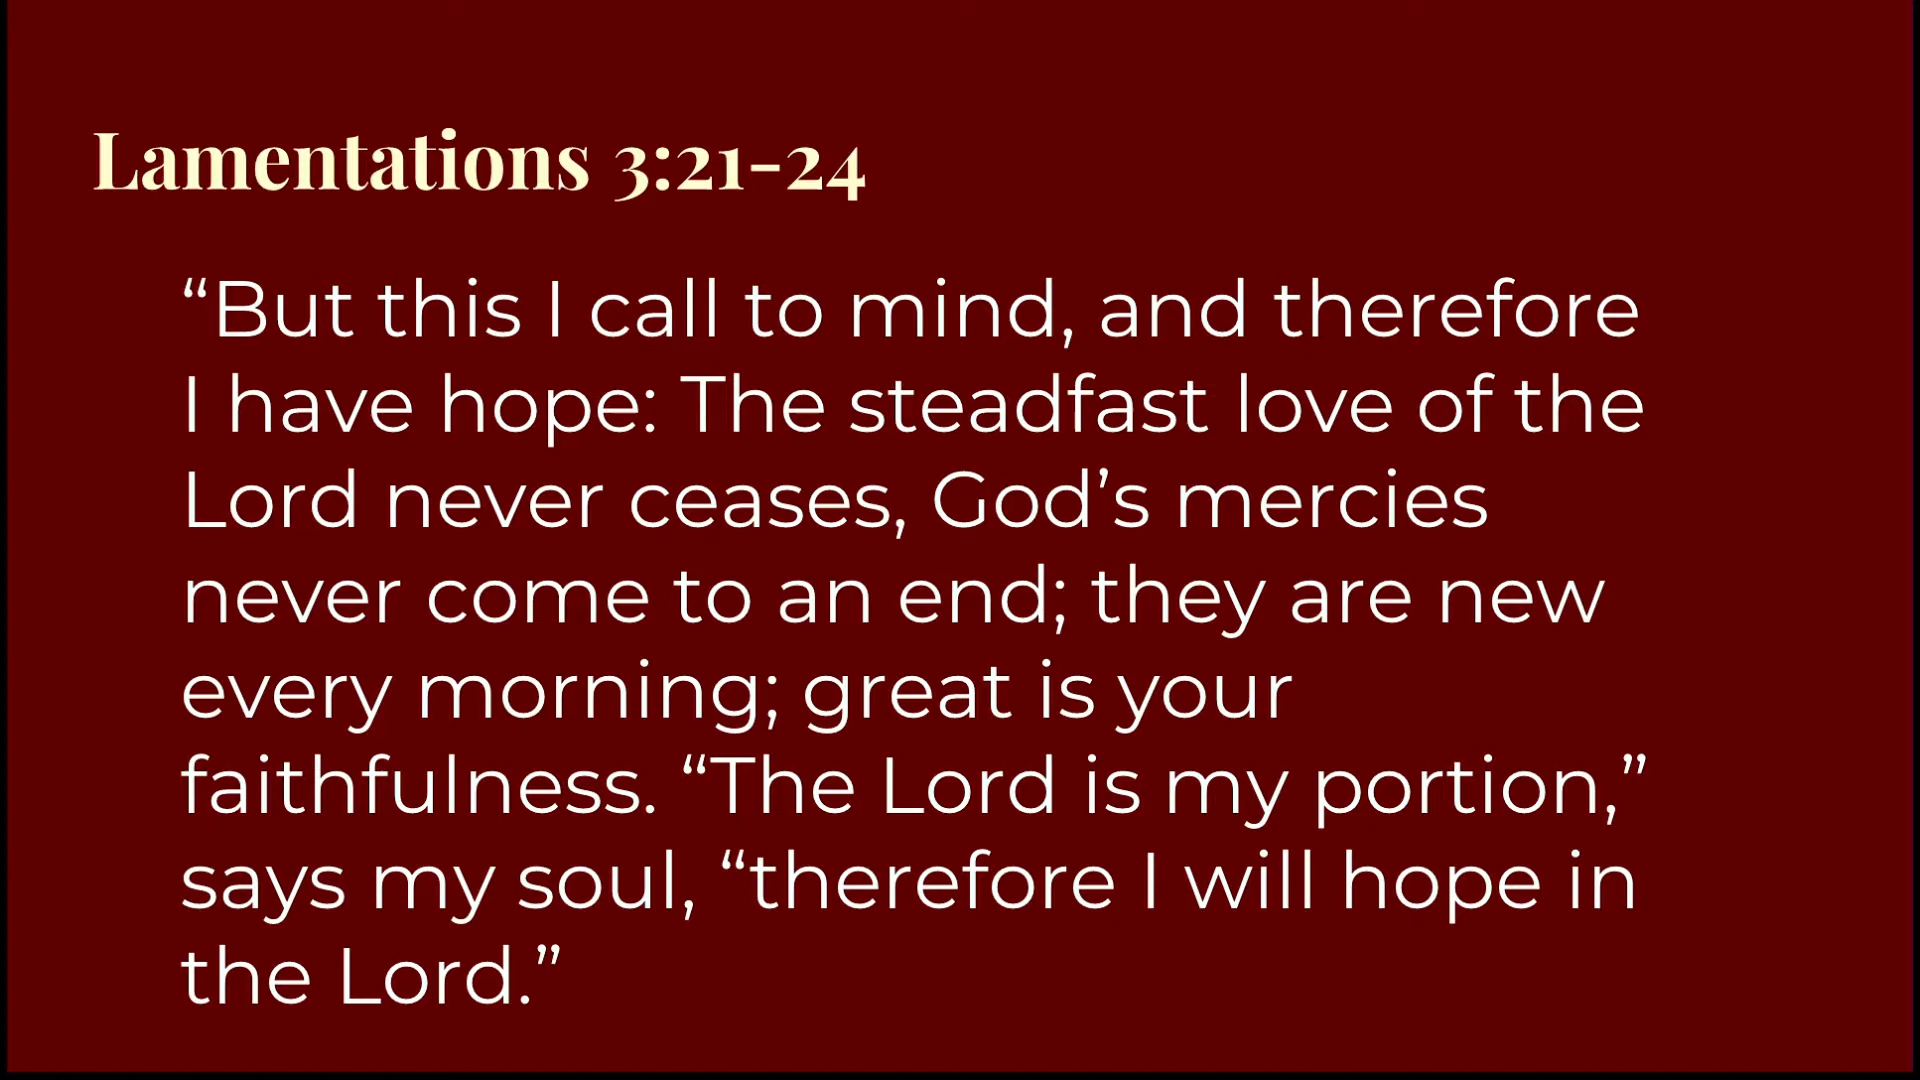 Lamentations 3:21-24
“But this I call to mind, and therefore
I have hope: The steadfast love of the
Lord never ceases, God’s mercies
never come to an end; they are new
every morning; great is your
faithfulness. “The Lord is my portion,”
says my soul, “therefore I will hope in
the Lord.”